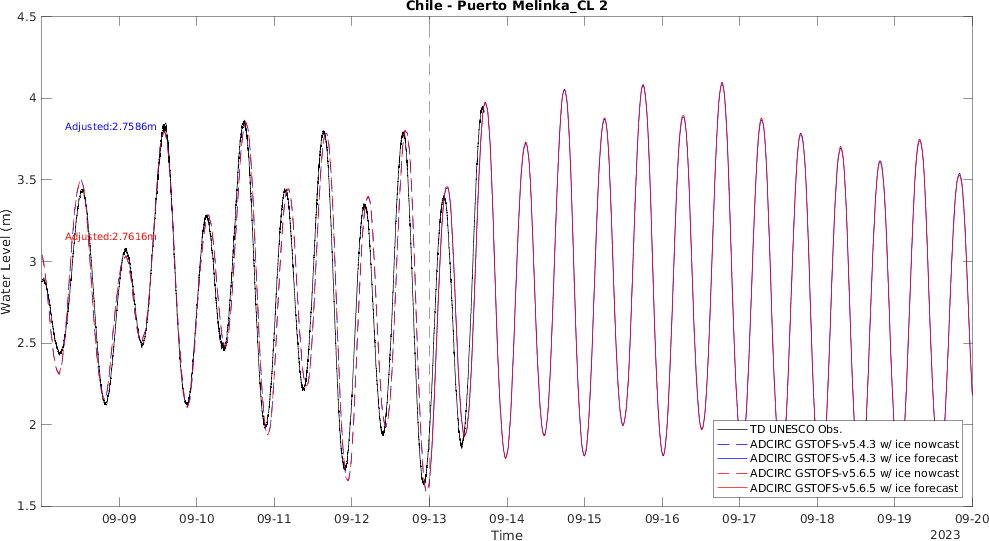 Chile - Puerto Melinka_CL 2
4.5
4
3.5
3
2.5
2
1.5
Water Level (m)
Adjusted:2.7586m
Adjusted:2.7616m
TD UNESCO Obs.
ADCIRC GSTOFS-v5.4.3 w/ ice nowcast
ADCIRC GSTOFS-v5.4.3 w/ ice forecast
ADCIRC GSTOFS-v5.6.5 w/ ice nowcast
ADCIRC GSTOFS-v5.6.5 w/ ice forecast
09-09 09-10 09-11 09-12 09-13 09-14 09-15 09-16 09-17 09-18 09-19 09-20
Time
2023